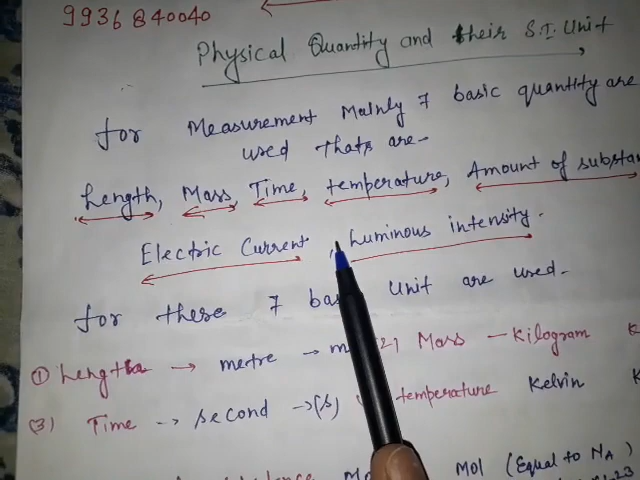 9936840040
Physical Quantity and their S.I. Unit
for Measurement Mainly 7 basic quantity are
used thats are-
Length, Mass, Time, temperature, Amount of substan
Electric Current, Luminous intensity.
for these 7 Unit are used-
① Length → metre → m (2) Mass - Kilogram K
(3) Time → second → (s) temperature Kelvin K
Mol (Equal to NA)